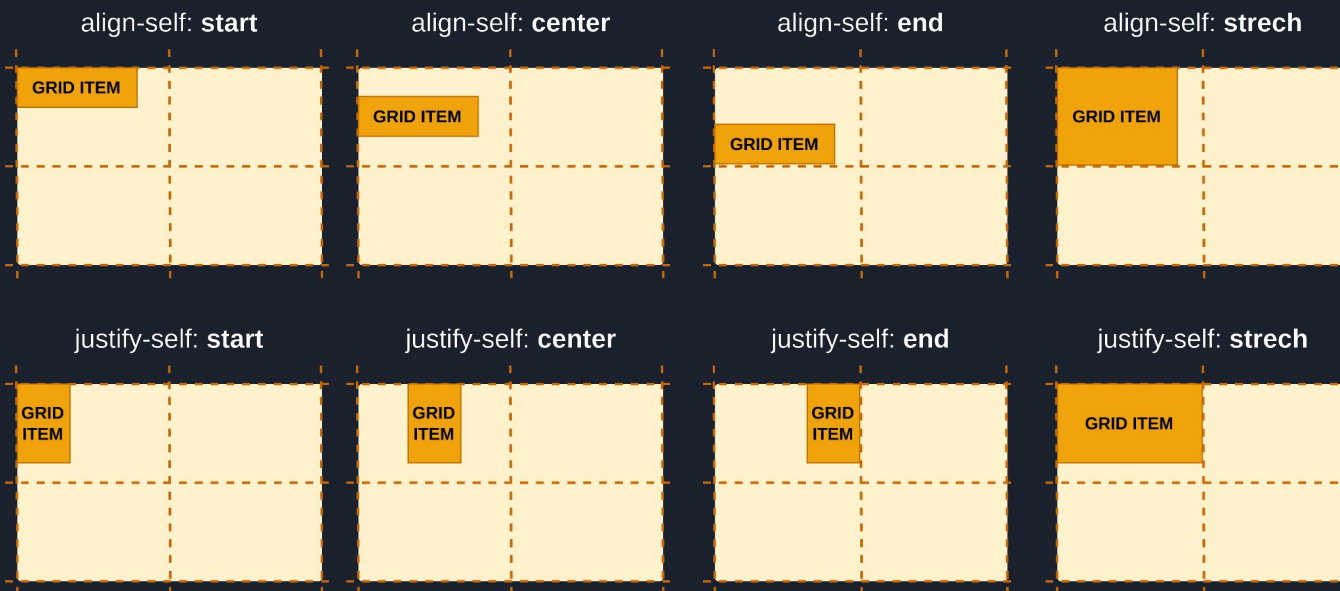 align-self: start
align-self: center
align-self: end
align-self: strech
GRID ITEM
GRID ITEM
GRID ITEM
GRID ITEM
justify-self: start
justify-self: center
justify-self: end
justify-self: strech
GRID
ITEM
GRID
ITEM
GRID
ITEM
GRID ITEM